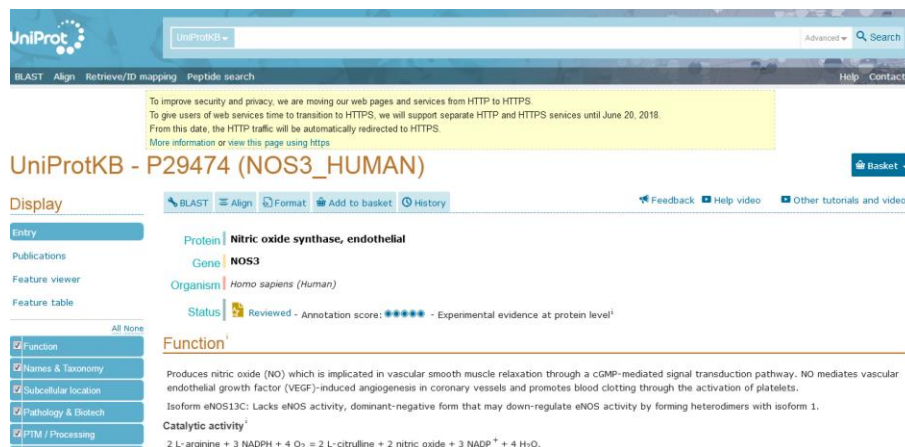 UniProt
UniProtKB
Advanced
Search
BLAST Align Retrieve/ID mapping Peptide search
Help Contact
To improve security and privacy, we are moving our web pages and services from HTTP to HTTPS.
To give users of web services time to transition to HTTPS, we will support separate HTTP and HTTPS services until June 20, 2018.
From this date, the HTTP traffic will be automatically redirected to HTTPS.
More information or view this page using https
UniProtKB - P29474 (NOS3_HUMAN)
Basket
Display
BLAST Align Format Add to basket History
Feedback Help video Other tutorials and video
Entry
Publications
Feature viewer
Feature table
All None
Function
Names & Taxonomy
Subcellular location
Pathology & Biotech
PTM / Processing
Protein Nitric oxide synthase, endothelial
Gene NOS3
Organism Homo sapiens (Human)
Status Reviewed - Annotation score: ●●●●● - Experimental evidence at protein levelⁱ
Functionⁱ
Produces nitric oxide (NO) which is implicated in vascular smooth muscle relaxation through a cGMP-mediated signal transduction pathway. NO mediates vascular
endothelial growth factor (VEGF)-induced angiogenesis in coronary vessels and promotes blood clotting through the activation of platelets.
Isoform eNOS13C: Lacks eNOS activity, dominant-negative form that may down-regulate eNOS activity by forming heterodimers with isoform 1.
Catalytic activityⁱ
2 L-arginine + 3 NADPH + 4 O₂ = 2 L-citrulline + 2 nitric oxide + 3 NADP⁺ + 4 H₂O.